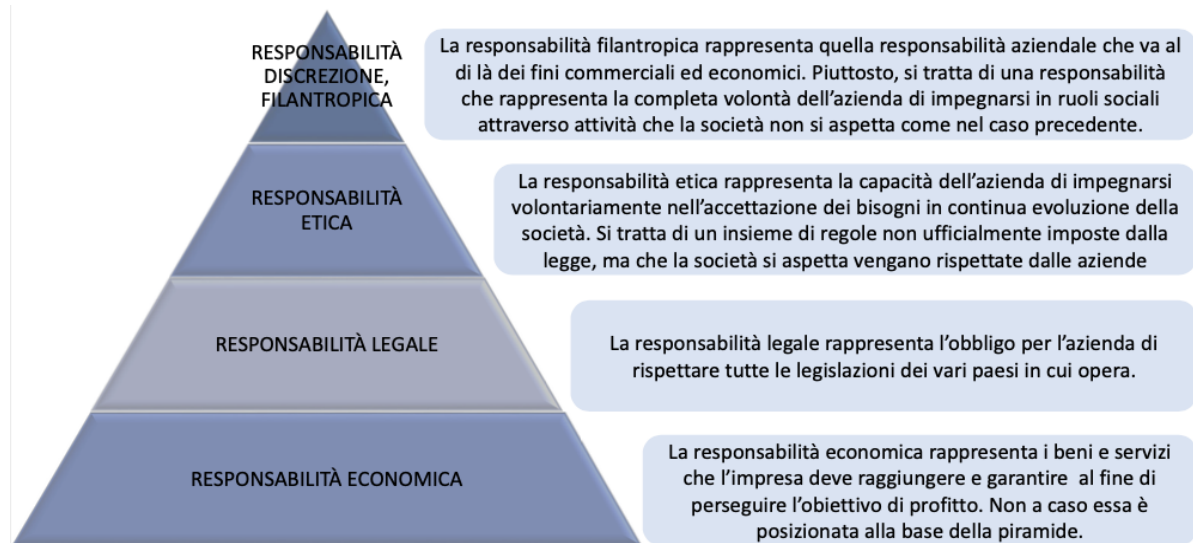 RESPONSABILITÀ
DISCREZIONE,
FILANTROPICA
La responsabilità filantropica rappresenta quella responsabilità aziendale che va al
di là dei fini commerciali ed economici. Piuttosto, si tratta di una responsabilità
che rappresenta la completa volontà dell’azienda di impegnarsi in ruoli sociali
attraverso attività che la società non si aspetta come nel caso precedente.
RESPONSABILITÀ
ETICA
La responsabilità etica rappresenta la capacità dell’azienda di impegnarsi
volontariamente nell’accettazione dei bisogni in continua evoluzione della
società. Si tratta di un insieme di regole non ufficialmente imposte dalla
legge, ma che la società si aspetta vengano rispettate dalle aziende
RESPONSABILITÀ LEGALE
La responsabilità legale rappresenta l’obbligo per l’azienda di
rispettare tutte le legislazioni dei vari paesi in cui opera.
RESPONSABILITÀ ECONOMICA
La responsabilità economica rappresenta i beni e servizi
che l’impresa deve raggiungere e garantire al fine di
perseguire l’obiettivo di profitto. Non a caso essa è
posizionata alla base della piramide.